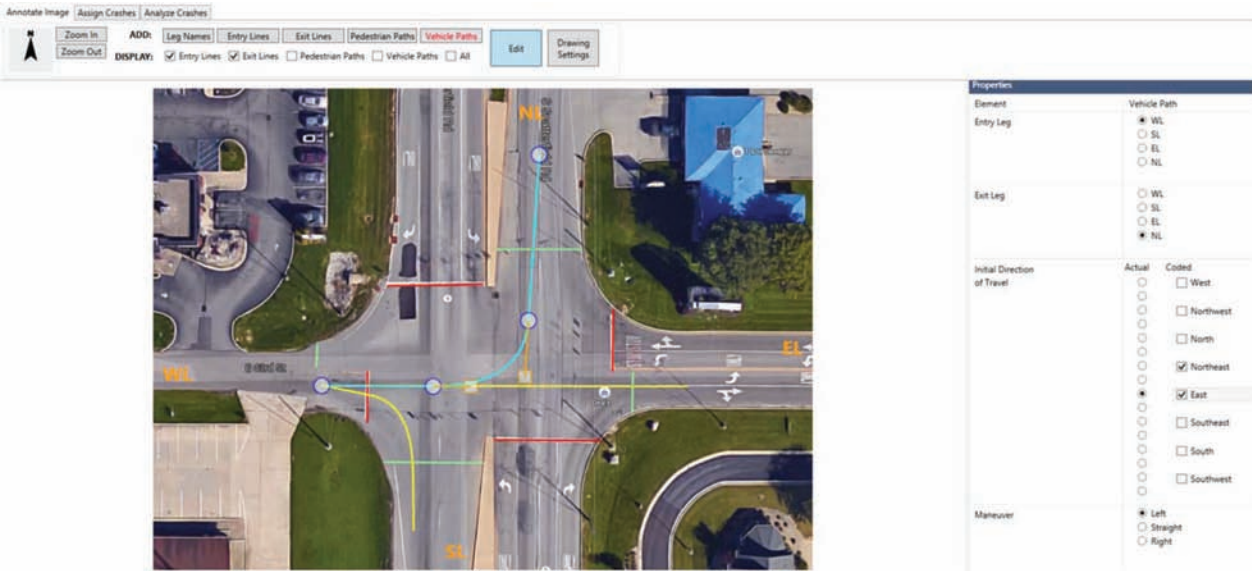 Annotate Image Assign Crashes Analyze Crashes
Zoom In ADD: Leg Names Entry Lines Exit Lines Pedestrian Paths Vehicle Paths Edit Drawing Settings
Zoom Out DISPLAY: Entry Lines Exit Lines Pedestrian Paths Vehicle Paths All
Properties
Element Vehicle Path
Entry Leg WL
SL
EL
NL
Exit Leg WL
SL
EL
NL
Initial Direction of Travel Actual Coded
West
Northwest
North
Northeast
East
Southeast
South
Southwest
Maneuver Left
Straight
Right
NL
EL
WL
SL